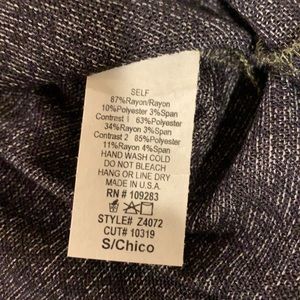 SELF
87%Rayon/Rayon
10%Polyester 3%Span
Contrast 1 63%Polyester
34%Rayon 3%Span
Contrast 2 85%Polyester
11%Rayon 4%Span
HAND WASH COLD
DO NOT BLEACH
HANG OR LINE DRY
MADE IN U.S.A.
RN # 109283
STYLE# Z4072
CUT# 10319
S/Chico